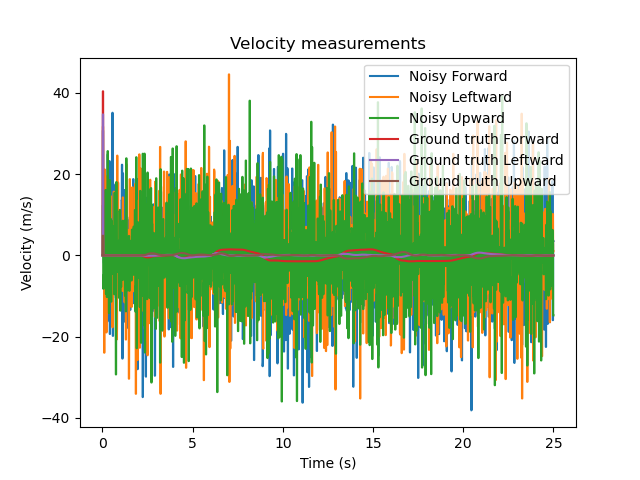 Velocity measurements
Noisy Forward
Noisy Leftward
Noisy Upward
Ground truth Forward
Ground truth Leftward
Ground truth Upward
40
20
0
−20
−40
Velocity (m/s)
0 5 10 15 20 25
Time (s)